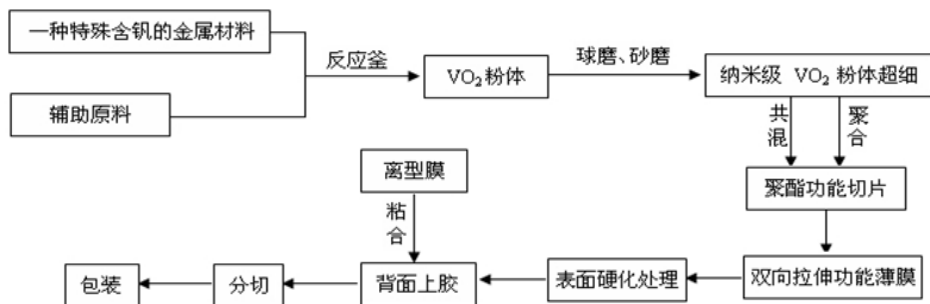 一种特殊含钒的金属材料
辅助原料
反应釜
VO₂粉体
球磨、砂磨
纳米级 VO₂ 粉体超细
共混
聚合
聚酯功能切片
双向拉伸功能薄膜
表面硬化处理
离型膜
粘合
背面上胶
分切
包装